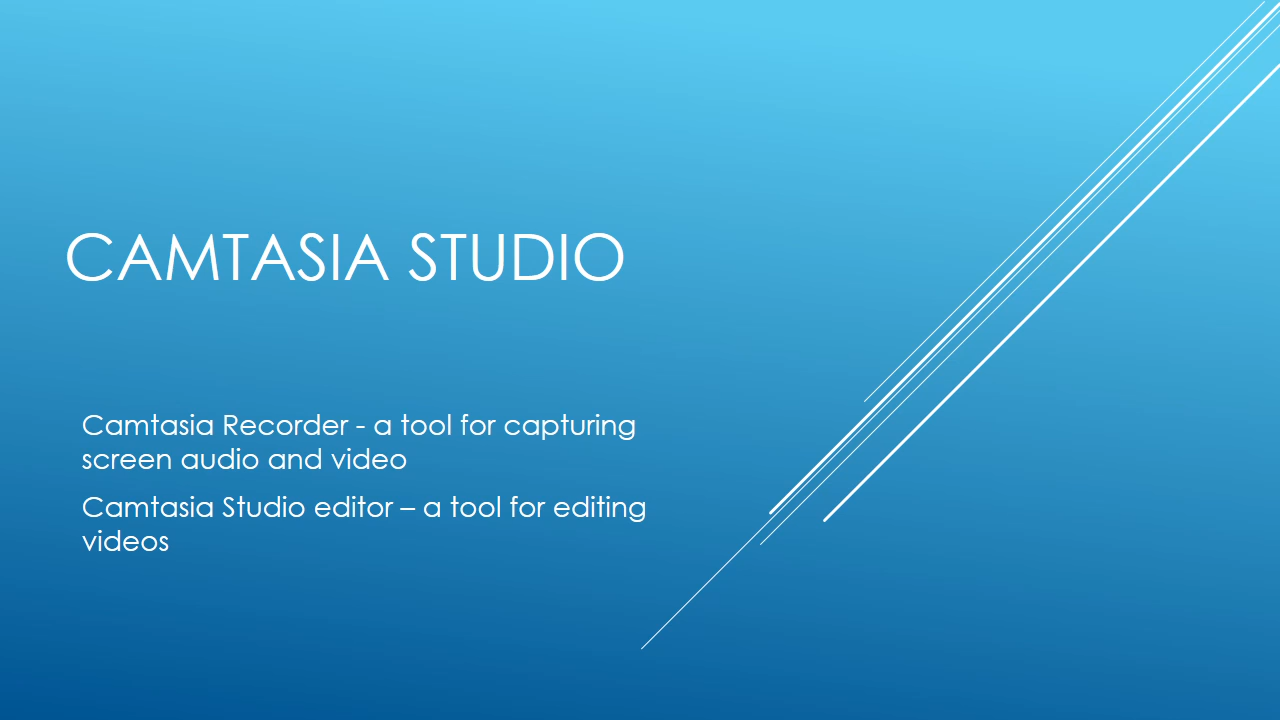 CAMTASIA STUDIO
Camtasia Recorder - a tool for capturing
screen audio and video
Camtasia Studio editor – a tool for editing
videos